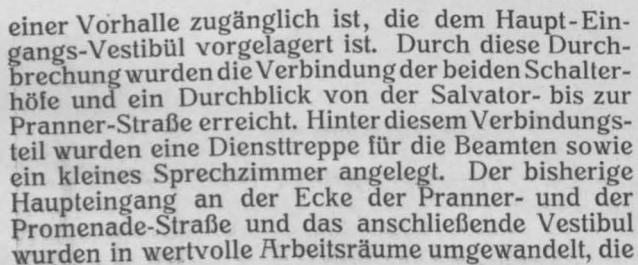 einer Vorhalle zugänglich ist, die dem Haupt-Ein-
gangs-Vestibül vorgelagert ist. Durch diese Durch-
brechung wurden die Verbindung der beiden Schalter-
höfe und ein Durchblick von der Salvator- bis zur
Pranner-Straße erreicht. Hinter diesem Verbindungs-
teil wurden eine Diensttreppe für die Beamten sowie
ein kleines Sprechzimmer angelegt. Der bisherige
Haupteingang an der Ecke der Pranner- und der
Promenade-Straße und das anschließende Vestibul
wurden in wertvolle Arbeitsräume umgewandelt, die